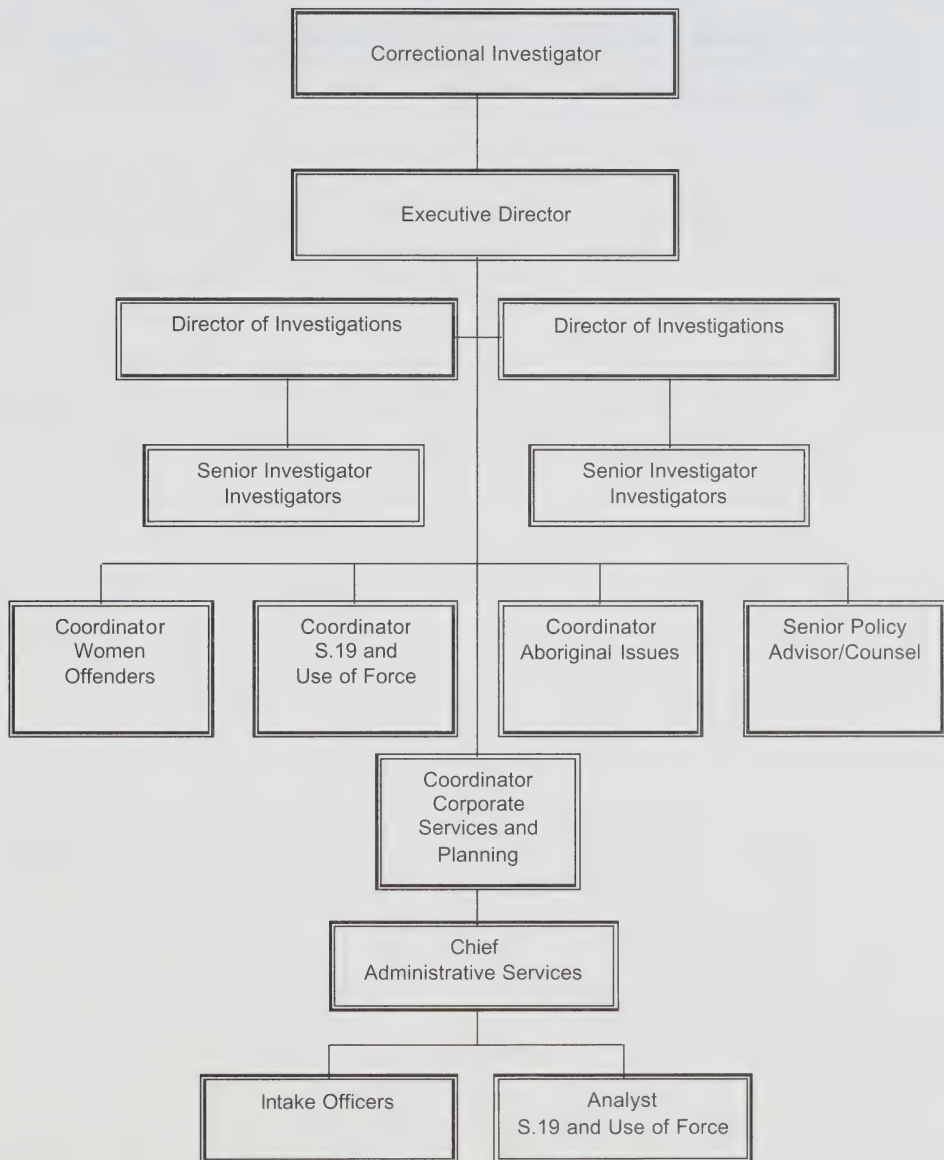 Correctional Investigator
Executive Director
Director of Investigations
Director of Investigations
Senior Investigator
Investigators
Senior Investigator
Investigators
Coordinator
Women
Offenders
Coordinator
S.19 and
Use of Force
Coordinator
Aboriginal Issues
Senior Policy
Advisor/Counsel
Coordinator
Corporate
Services and
Planning
Chief
Administrative Services
Intake Officers
Analyst
S.19 and Use of Force